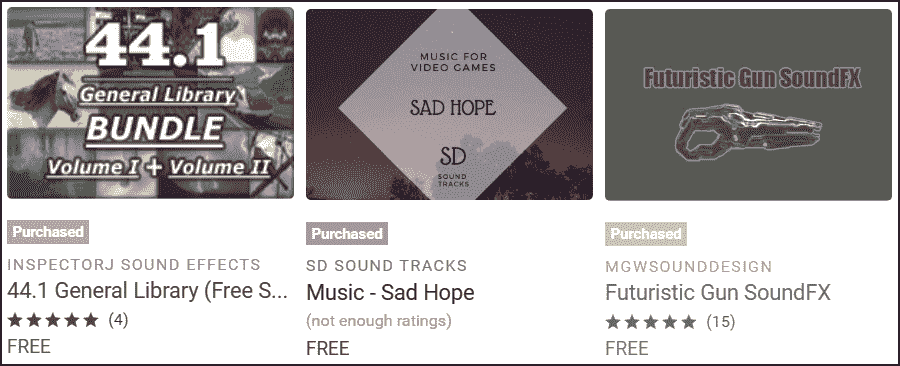 44.1
General Library
BUNDLE
Volume I + Volume II
Purchased
INSPECTORJ SOUND EFFECTS
44.1 General Library (Free S...
(4)
FREE
MUSIC FOR
VIDEO GAMES
SAD HOPE
SD
SOUND
TRACKS
Purchased
SD SOUND TRACKS
Music - Sad Hope
(not enough ratings)
FREE
Futuristic Gun SoundFX
Purchased
MGWSOUNDDESIGN
Futuristic Gun SoundFX
(15)
FREE